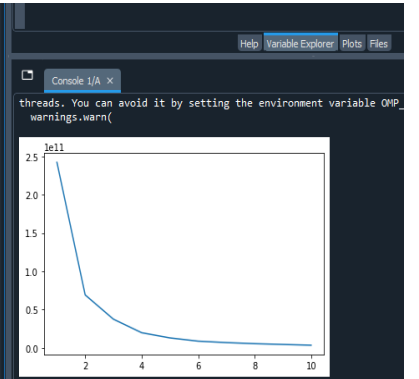 Help Variable Explorer Plots Files
Console 1/A ×
threads. You can avoid it by setting the environment variable OMP_
warnings.warn(
1e11
2.5
2.0
1.5
1.0
0.5
0.0
2 4 6 8 10